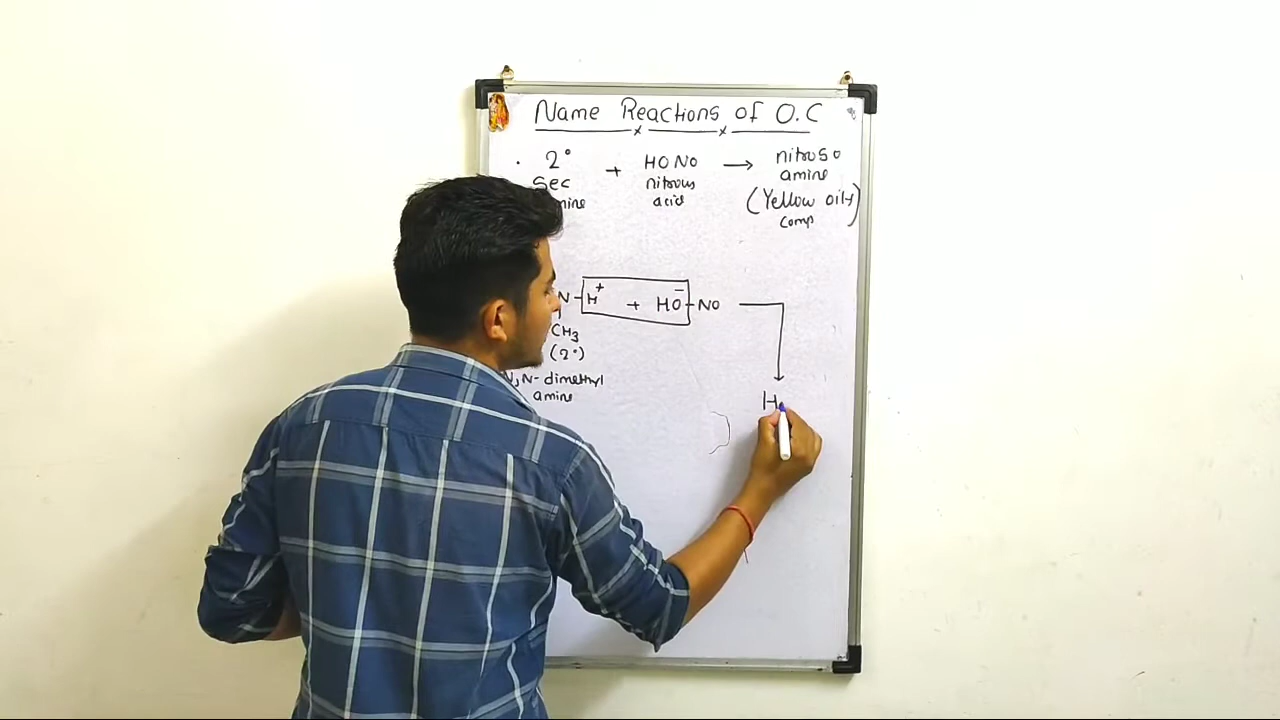 Name Reactions of O.C
2° + HONO → nitroso
Sec nitrous amine
acid (Yellow oily)
comp
N-H⁺ + HO⁻-NO
CH3
(2°)
N,N-dimethyl
amine
H